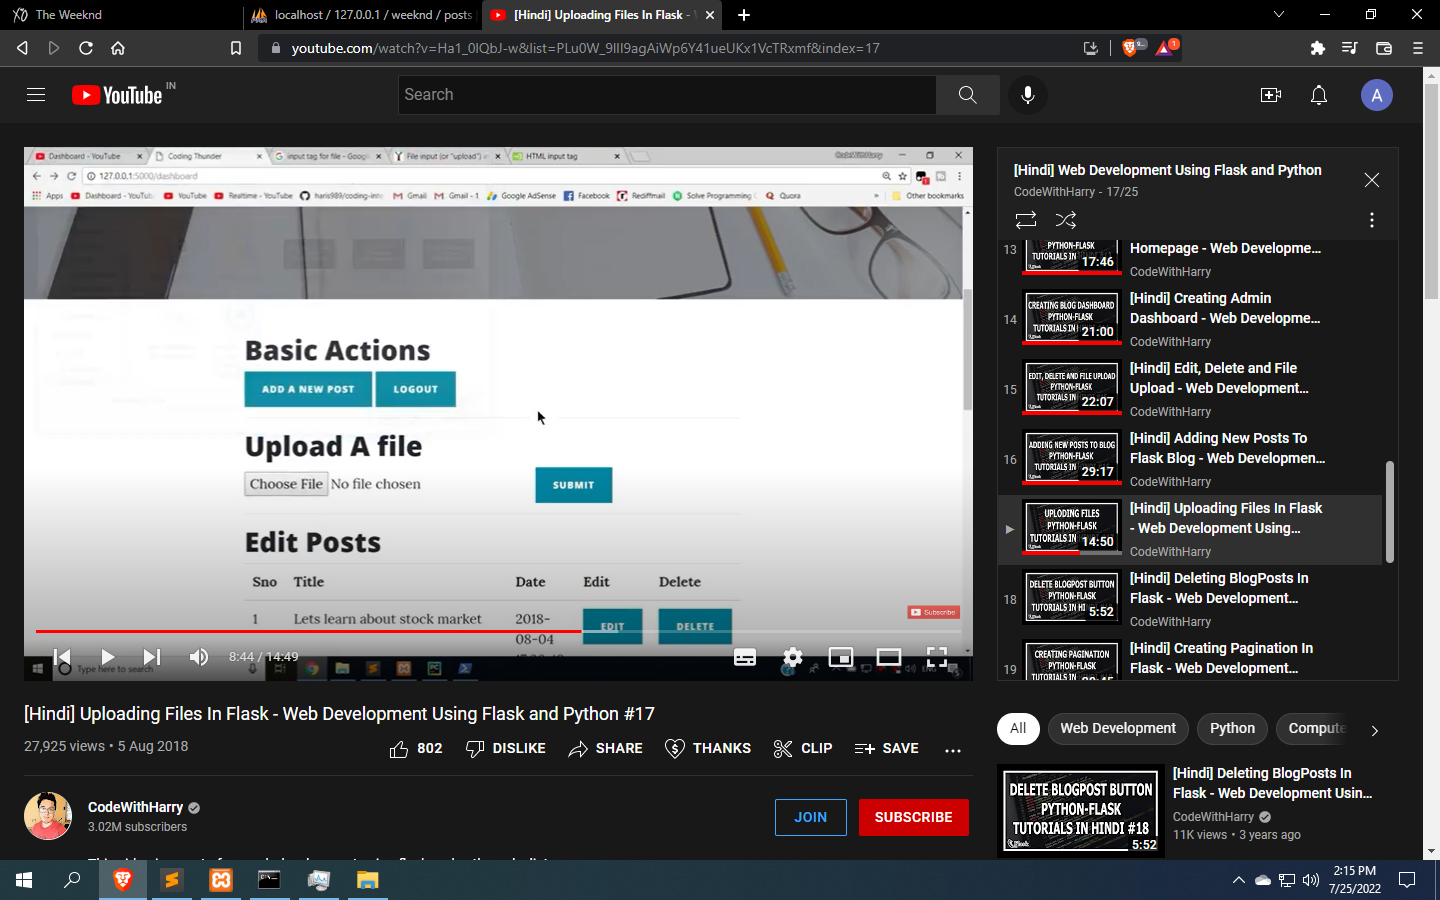 The Weeknd
localhost / 127.0.0.1 / weeknd / posts
[Hindi] Uploading Files In Flask -
youtube.com/watch?v=Ha1_0IQbJ-w&list=PLu0W_9lII9agAiWp6Y41ueUKx1VcTRxmf&index=17
YouTube IN
Search
A
Dashboard - YouTube
Coding Thunder
input tag for file - Goog
File input (or "upload") i
HTML input tag
CodeWithHarry
127.0.0.1:5000/dashboard
Apps
Dashboard - YouTub
YouTube
Realtime - YouTube
haris989/coding-inte
Gmail
Gmail - 1
Google AdSense
Facebook
Rediffmail
Solve Programming
Quora
Other bookmarks
Basic Actions
ADD A NEW POST
LOGOUT
Upload A file
Choose File No file chosen
SUBMIT
Edit Posts
Sno Title Date Edit Delete
1 Lets learn about stock market 2018-
08-04
EDIT
DELETE
Subscribe
8:44 / 14:49
Type here to search
[Hindi] Uploading Files In Flask - Web Development Using Flask and Python #17
27,925 views • 5 Aug 2018
802
DISLIKE
SHARE
THANKS
CLIP
SAVE
CodeWithHarry
3.02M subscribers
JOIN
SUBSCRIBE
[Hindi] Web Development Using Flask and Python
CodeWithHarry - 17/25
13
PYTHON-FLASK
TUTORIALS IN
17:46
Homepage - Web Developme...
CodeWithHarry
14
CREATING BLOG DASHBOARD
PYTHON-FLASK
TUTORIALS IN
21:00
[Hindi] Creating Admin
Dashboard - Web Developme...
CodeWithHarry
15
EDIT, DELETE AND FILE UPLOAD
PYTHON-FLASK
TUTORIALS IN
22:07
[Hindi] Edit, Delete and File
Upload - Web Development...
CodeWithHarry
16
ADDING NEW POSTS TO BLOG
PYTHON-FLASK
TUTORIALS IN
29:17
[Hindi] Adding New Posts To
Flask Blog - Web Developmen...
CodeWithHarry
UPLODING FILES
PYTHON-FLASK
TUTORIALS IN
14:50
[Hindi] Uploading Files In Flask
- Web Development Using...
CodeWithHarry
18
DELETE BLOGPOST BUTTON
PYTHON-FLASK
TUTORIALS IN HI
5:52
[Hindi] Deleting BlogPosts In
Flask - Web Development...
CodeWithHarry
19
CREATING PAGINATION
PYTHON-FLASK
TUTORIALS IN
[Hindi] Creating Pagination In
Flask - Web Development...
All
Web Development
Python
Compute
DELETE BLOGPOST BUTTON
PYTHON-FLASK
TUTORIALS IN HINDI #18
5:52
[Hindi] Deleting BlogPosts In
Flask - Web Development Usin...
CodeWithHarry
11K views • 3 years ago
2:15 PM
7/25/2022